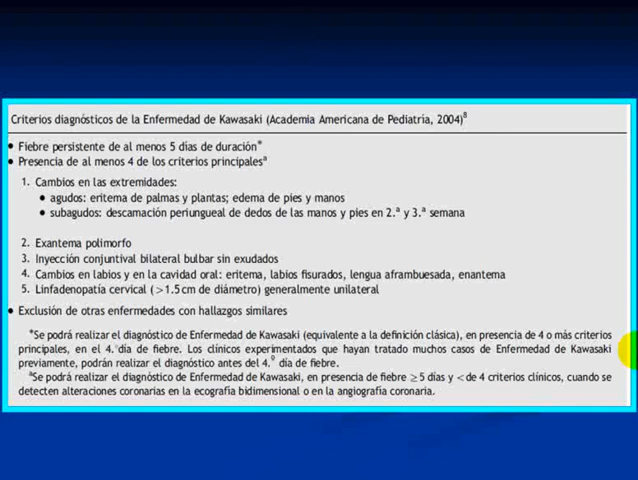 Criterios diagnósticos de la Enfermedad de Kawasaki (Academia Americana de Pediatría, 2004)8
• Fiebre persistente de al menos 5 días de duración*
• Presencia de al menos 4 de los criterios principalesª
1. Cambios en las extremidades:
• agudos: eritema de palmas y plantas; edema de pies y manos
• subagudos: descamación periungueal de dedos de las manos y pies en 2.ª y 3.ª semana
2. Exantema polimorfo
3. Inyección conjuntival bilateral bulbar sin exudados
4. Cambios en labios y en la cavidad oral: eritema, labios fisurados, lengua aframbuesada, enantema
5. Linfadenopatía cervical (>1.5cm de diámetro) generalmente unilateral
• Exclusión de otras enfermedades con hallazgos similares
*Se podrá realizar el diagnóstico de Enfermedad de Kawasaki (equivalente a la definición clásica), en presencia de 4 o más criterios
principales, en el 4.º día de fiebre. Los clínicos experimentados que hayan tratado muchos casos de Enfermedad de Kawasaki
previamente, podrán realizar el diagnóstico antes del 4.º día de fiebre.
ªSe podrá realizar el diagnóstico de Enfermedad de Kawasaki, en presencia de fiebre ≥5 días y <de 4 criterios clínicos, cuando se
detecten alteraciones coronarias en la ecografía bidimensional o en la angiografía coronaria.